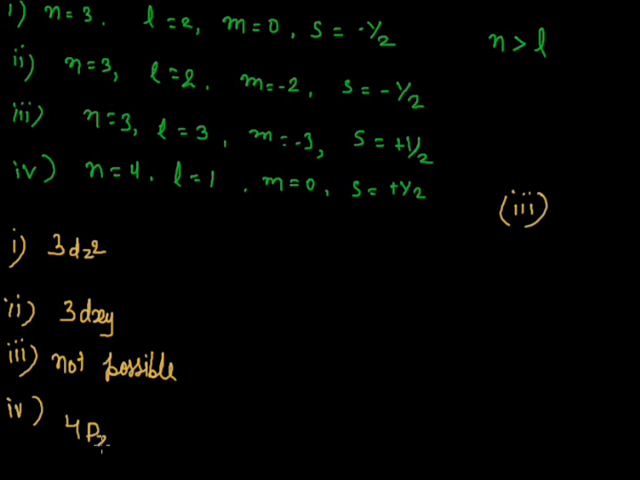 i) n=3. l=2, m=0, s=-1/2
n > l
ii) n=3, l=2. m=-2, s=-1/2
iii) n=3, l=3, m=-3, s=+1/2
iv) n=4. l=1, m=0, s=+1/2
(iii)
i) 3dz²
ii) 3dxy
iii) not possible
iv) 4Pz